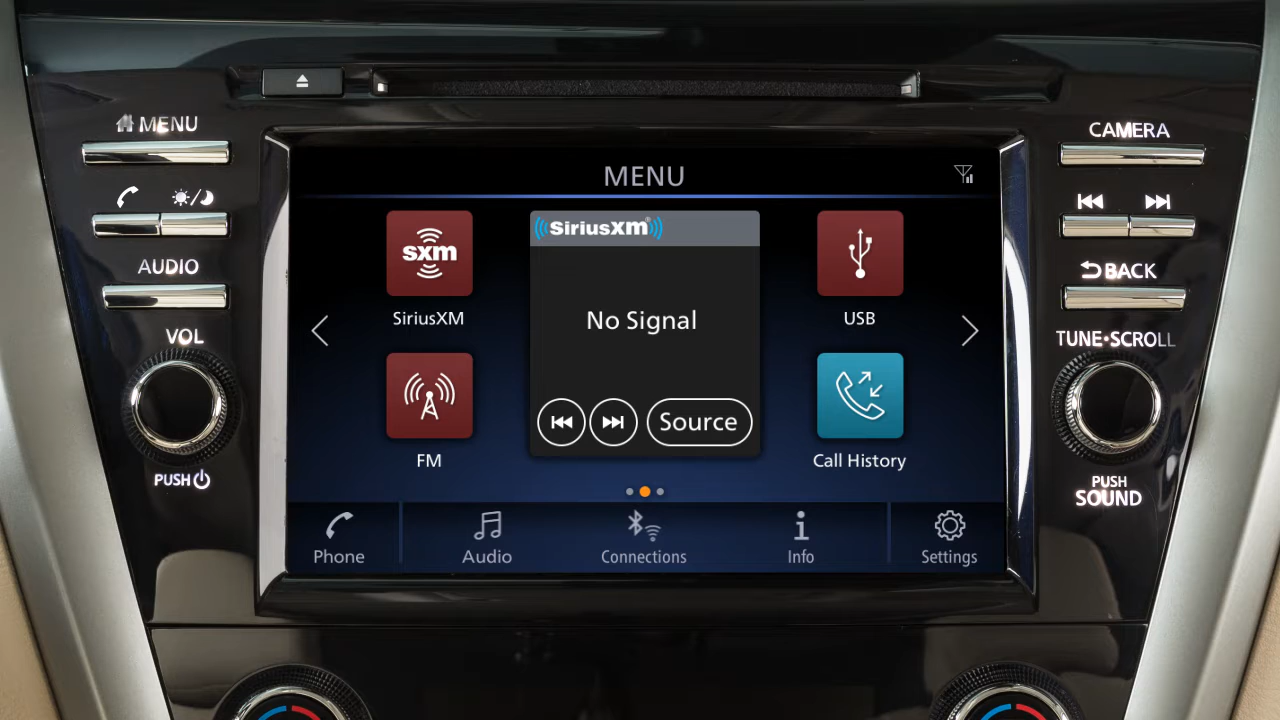 MENU
AUDIO
VOL
PUSH
MENU
sxm
SiriusXM
FM
SiriusXM
No Signal
Source
USB
Call History
Phone
Audio
Connections
Info
Settings
CAMERA
BACK
TUNE•SCROLL
PUSH
SOUND